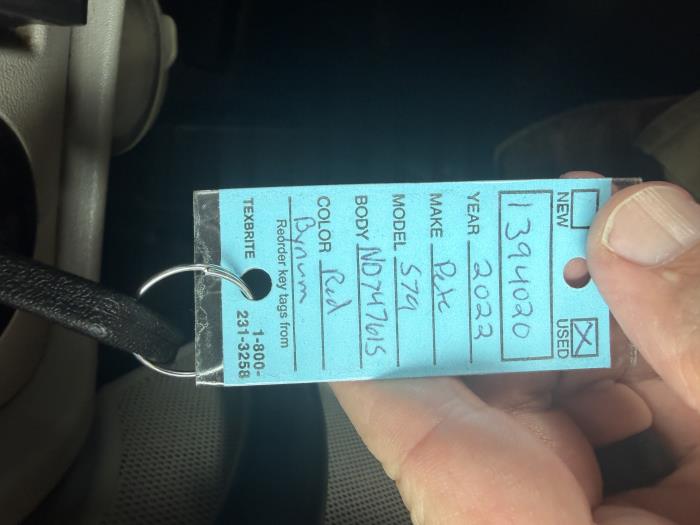 NEW USED X
1394020
YEAR 2022
MAKE Pete
MODEL 579
BODY ND747615
COLOR Red
Bynum
Reorder key tags from
TEXBRITE 1-800-
231-3258